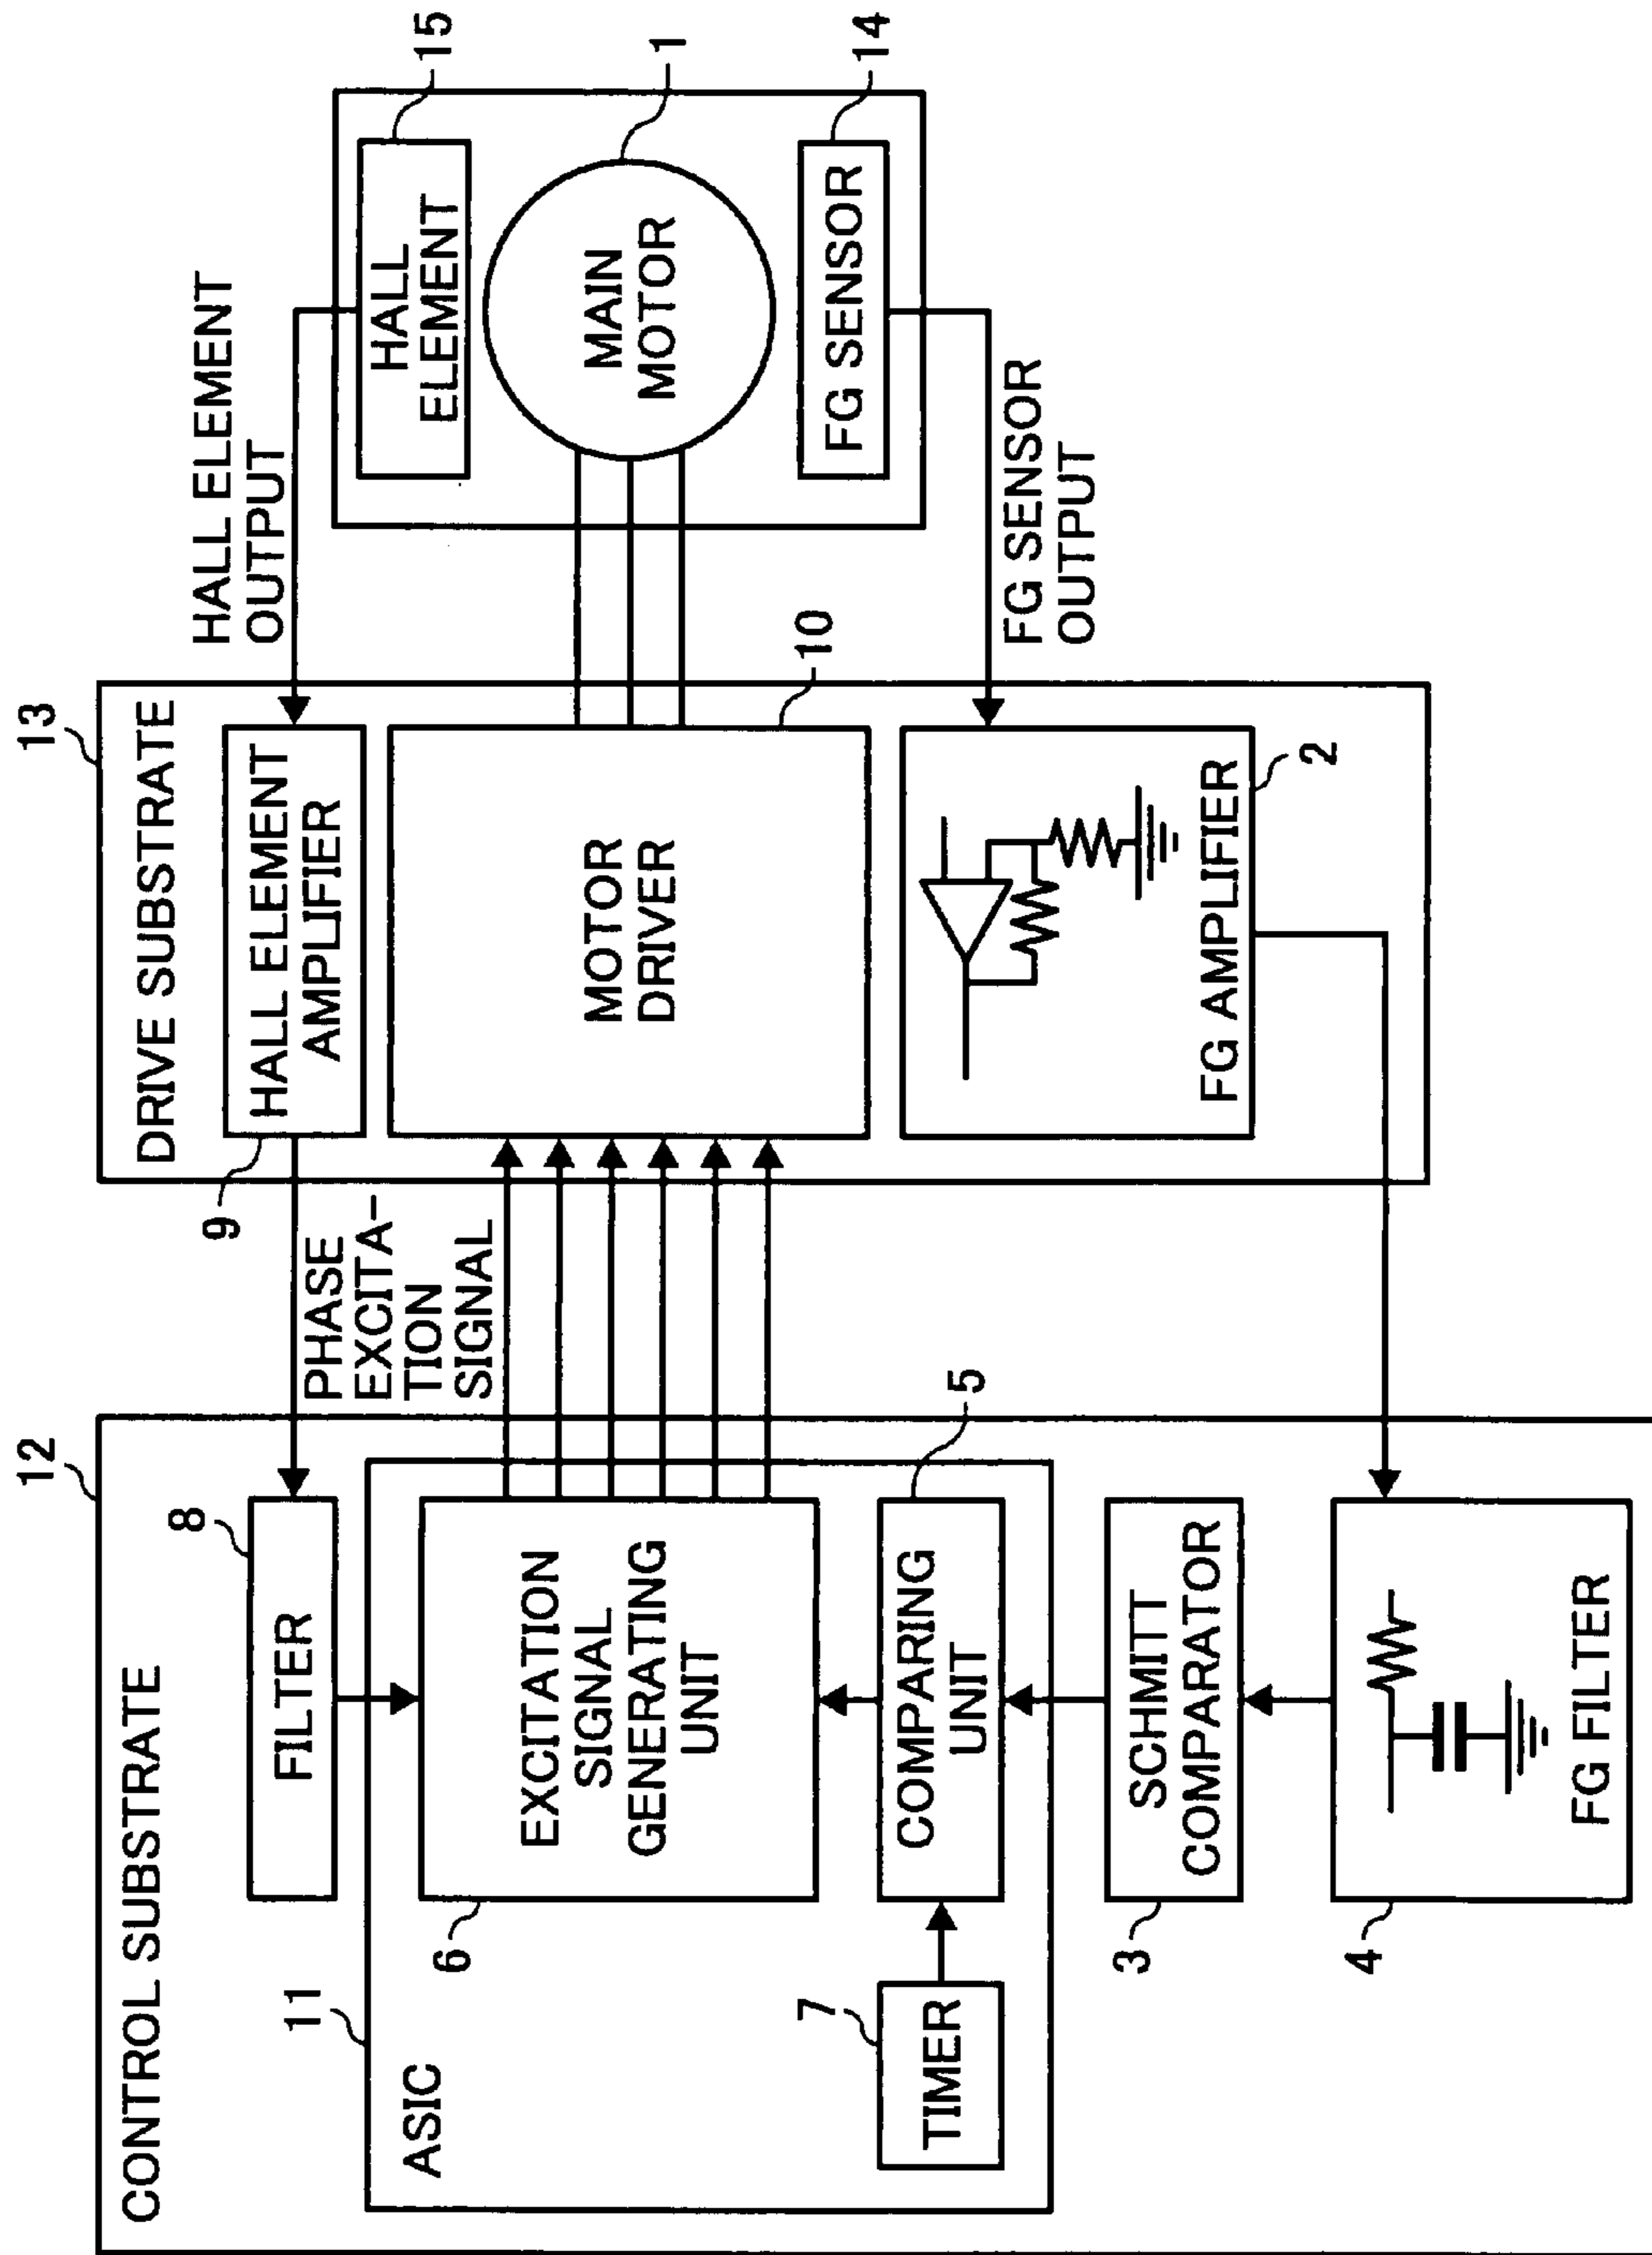 12
CONTROL SUBSTRATE
8
FILTER
11
ASIC
6
EXCITATION
SIGNAL
GENERATING
UNIT
7
TIMER
5
COMPARING
UNIT
3
SCHMITT
COMPARATOR
4
FG FILTER
PHASE
EXCITA-
TION
SIGNAL
13
DRIVE SUBSTRATE
9
HALL ELEMENT
AMPLIFIER
10
MOTOR
DRIVER
2
FG AMPLIFIER
HALL ELEMENT
OUTPUT
FG SENSOR
OUTPUT
15
HALL
ELEMENT
1
MAIN
MOTOR
14
FG SENSOR